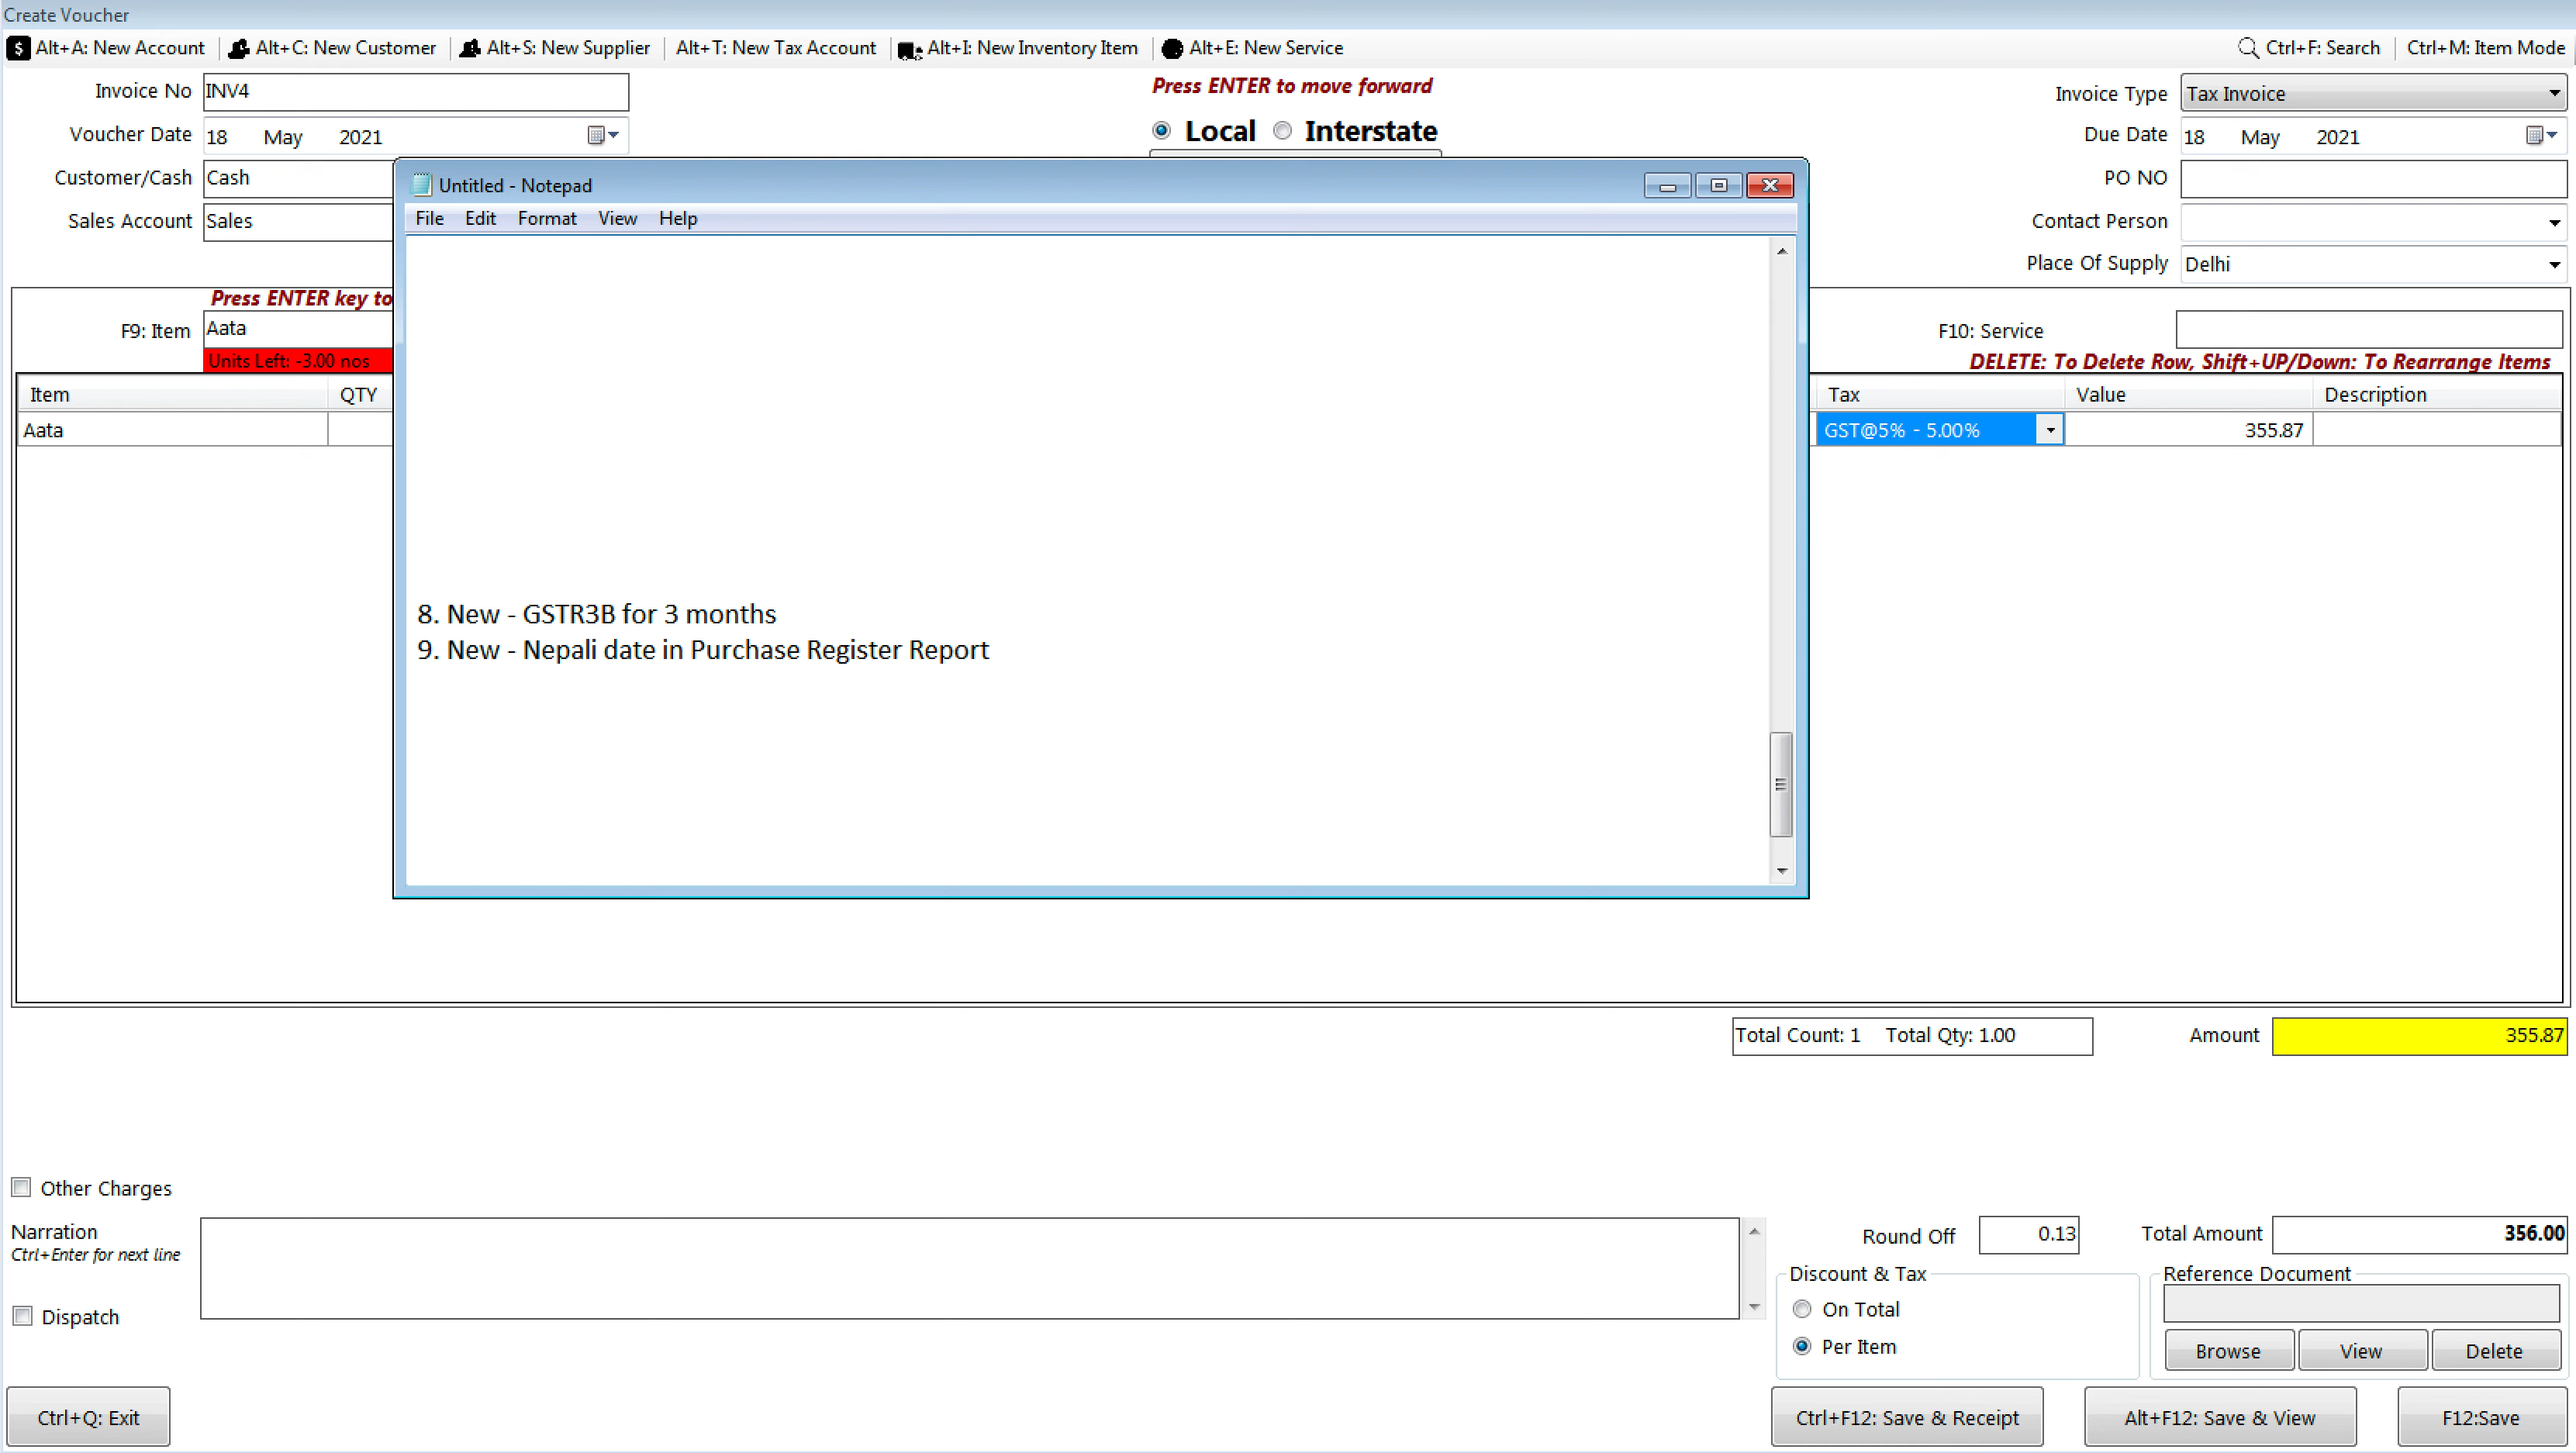 Create Voucher
Alt+A: New Account
Alt+C: New Customer
Alt+S: New Supplier
Alt+T: New Tax Account
Alt+I: New Inventory Item
Alt+E: New Service
Ctrl+F: Search
Ctrl+M: Item Mode
Invoice No INV4
Press ENTER to move forward
Invoice Type Tax Invoice
Voucher Date 18 May 2021
Local Interstate
Due Date 18 May 2021
Customer/Cash Cash
PO NO
Sales Account Sales
Contact Person
Place Of Supply Delhi
Untitled - Notepad
File Edit Format View Help
8. New - GSTR3B for 3 months
9. New - Nepali date in Purchase Register Report
Press ENTER key to
F9: Item Aata
F10: Service
Units Left: -3.00 nos
DELETE: To Delete Row, Shift+UP/Down: To Rearrange Items
Item QTY Tax Value Description
Aata GST@5% - 5.00% 355.87
Total Count: 1 Total Qty: 1.00
Amount 355.87
Other Charges
Narration
Ctrl+Enter for next line
Round Off 0.13
Total Amount 356.00
Discount & Tax
Reference Document
On Total
Dispatch
Per Item
Browse View Delete
Ctrl+Q: Exit
Ctrl+F12: Save & Receipt
Alt+F12: Save & View
F12:Save